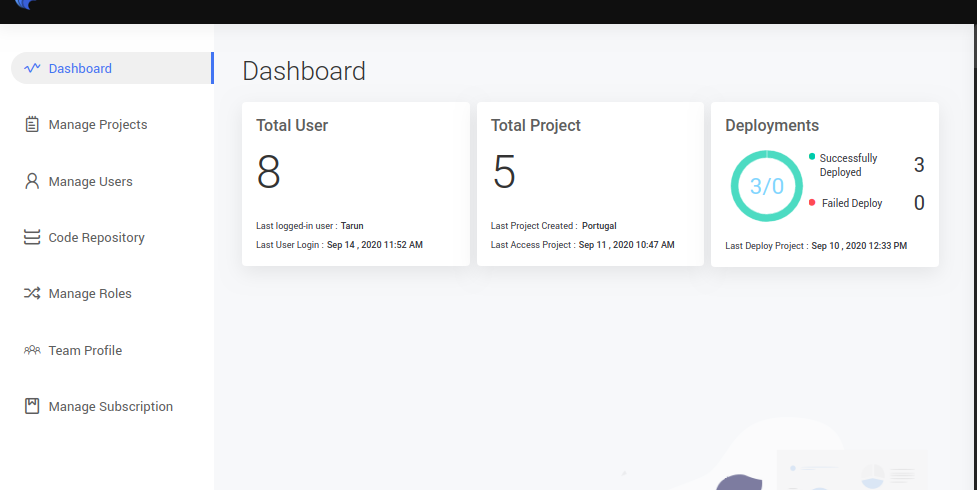 Dashboard
Manage Projects
Manage Users
Code Repository
Manage Roles
Team Profile
Manage Subscription
Dashboard
Total User
8
Last logged-in user : Tarun
Last User Login : Sep 14 , 2020 11:52 AM
Total Project
5
Last Project Created : Portugal
Last Access Project : Sep 11 , 2020 10:47 AM
Deployments
3/0
Successfully
Deployed
3
Failed Deploy
0
Last Deploy Project : Sep 10 , 2020 12:33 PM